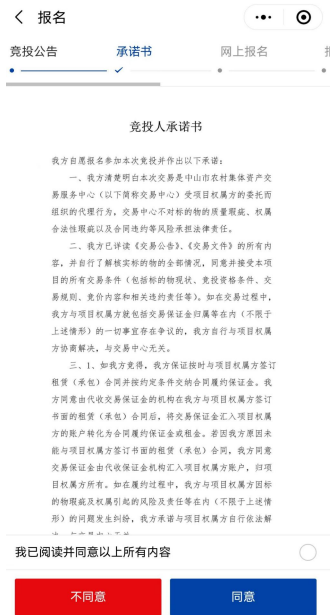 报名
竞投公告 承诺书 网上报名
竞投人承诺书
我方自愿报名参加本次竞投并作出以下承诺：
一、我方清楚明白本次交易是中山市农村集体资产交
易服务中心（以下简称交易中心）受项目权属方的委托而
组织的代理行为，交易中心不对标的物的质量瑕疵、权属
合法性瑕疵以及合同违约等风险承担法律责任。
二、我方已详读《交易公告》、《交易文件》的所有内
容，并自行了解核实标的物的全部情况，同意并接受本项
目的所有交易条件（包括标的物现状、竞投资格条件、交
易规则、竞价内容和相关违约责任等）。如在交易过程中，
我方与项目权属方就包括交易保证金归属等在内（不限于
上述情形）的一切事宜存在争议的，我方自行与项目权属
方协商解决，与交易中心无关。
三、1、如我方竞得，我方保证按时与项目权属方签订
租赁（承包）合同并按约定条件交纳合同履约保证金。我
方同意由代收交易保证金的机构在我方与项目权属方签订
书面的租赁（承包）合同后，将交易保证金汇入项目权属
方的账户转化为合同履约保证金或租金。若因我方原因未
能与项目权属方签订书面的租赁（承包）合同，我方同意
交易保证金由代收保证金机构汇入项目权属方账户，归项
目权属方所有。如在履约过程中，我方与项目权属方因标
的物瑕疵及权属引起的风险及责任等在内（不限于上述情
形）的问题发生纠纷，我方承诺与项目权属方自行依法解
我已阅读并同意以上所有内容
不同意 同意